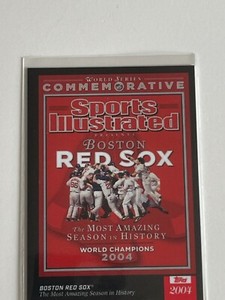 WORLD SERIES
COMMEMORATIVE
Sports Illustrated
PRESENTS
BOSTON
RED SOX
THE MOST AMAZING
SEASON IN HISTORY
WORLD CHAMPIONS
2004
BOSTON RED SOX®
The Most Amazing Season in History
Topps
2004